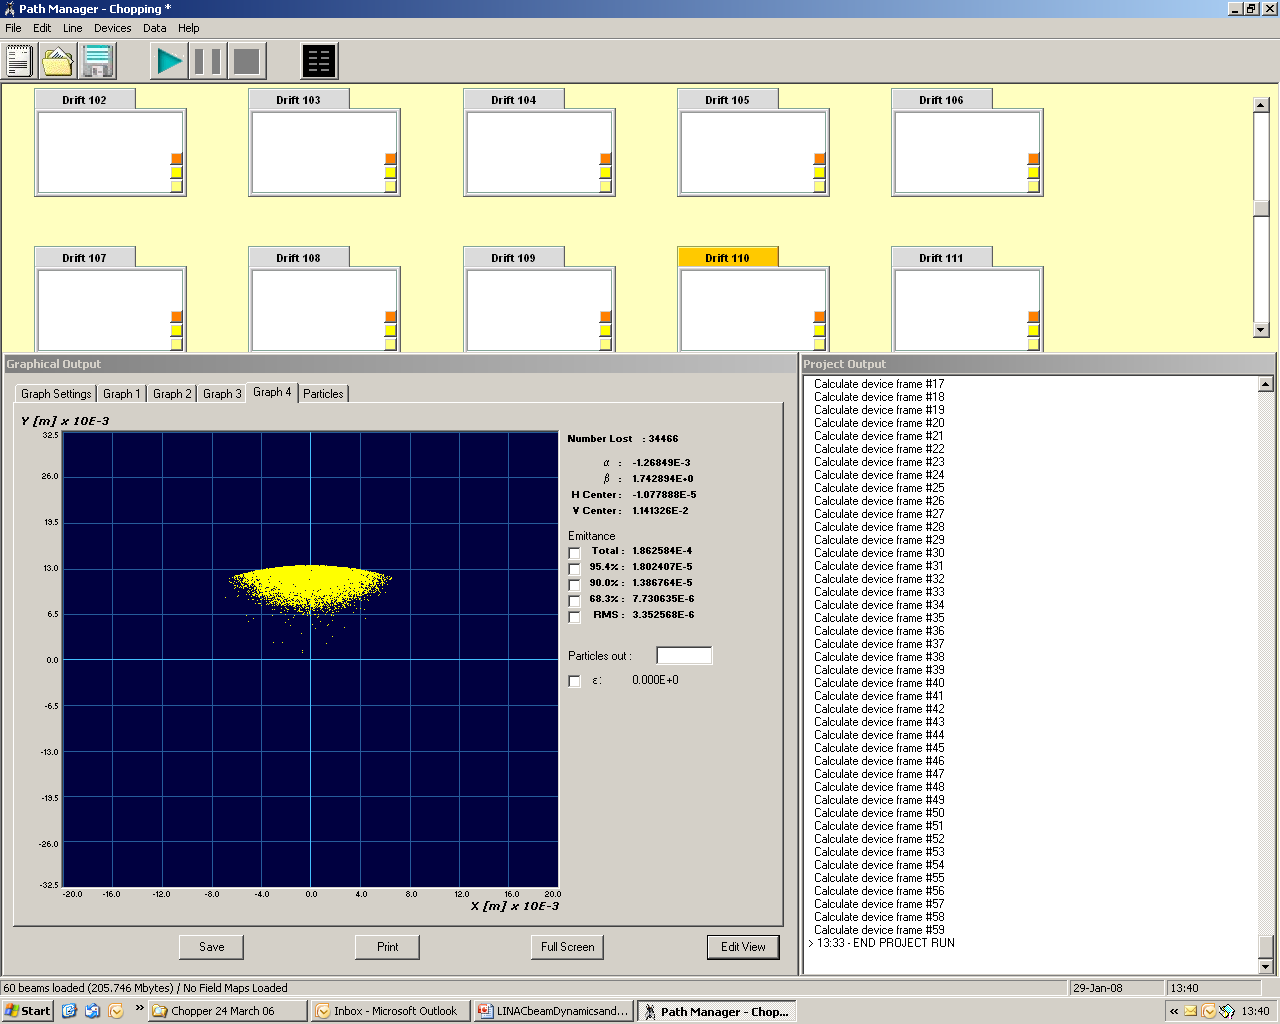 Path Manager - Chopping *
File Edit Line Devices Data Help
Drift 102 Drift 103 Drift 104 Drift 105 Drift 106
Drift 107 Drift 108 Drift 109 Drift 110 Drift 111
Graphical Output
Graph Settings Graph 1 Graph 2 Graph 3 Graph 4 Particles
Y [m] x 10E-3
32.5
26.0
19.5
13.0
6.5
0.0
-6.5
-13.0
-19.5
-26.0
-32.5
-20.0 -16.0 -12.0 -8.0 -4.0 0.0 4.0 8.0 12.0 16.0 20.0
X [m] x 10E-3
Number Lost : 34466
α : -1.26849E-3
β : 1.742894E+0
H Center : -1.077888E-5
V Center : 1.141326E-2
Emittance
Total : 1.862584E-4
95.4% : 1.802407E-5
90.0% : 1.386764E-5
68.3% : 7.730635E-6
RMS : 3.352568E-6
Particles out :
ε : 0.000E+0
Save Print Full Screen Edit View
Project Output
Calculate device frame #17
Calculate device frame #18
Calculate device frame #19
Calculate device frame #20
Calculate device frame #21
Calculate device frame #22
Calculate device frame #23
Calculate device frame #24
Calculate device frame #25
Calculate device frame #26
Calculate device frame #27
Calculate device frame #28
Calculate device frame #29
Calculate device frame #30
Calculate device frame #31
Calculate device frame #32
Calculate device frame #33
Calculate device frame #34
Calculate device frame #35
Calculate device frame #36
Calculate device frame #37
Calculate device frame #38
Calculate device frame #39
Calculate device frame #40
Calculate device frame #41
Calculate device frame #42
Calculate device frame #43
Calculate device frame #44
Calculate device frame #45
Calculate device frame #46
Calculate device frame #47
Calculate device frame #48
Calculate device frame #49
Calculate device frame #50
Calculate device frame #51
Calculate device frame #52
Calculate device frame #53
Calculate device frame #54
Calculate device frame #55
Calculate device frame #56
Calculate device frame #57
Calculate device frame #58
Calculate device frame #59
> 13:33 - END PROJECT RUN
60 beams loaded (205.746 Mbytes) / No Field Maps Loaded 29-Jan-08 13:40
Start » Chopper 24 March 06 Inbox - Microsoft Outlook LINACbeamDynamicsand... Path Manager - Chop... « 13:40